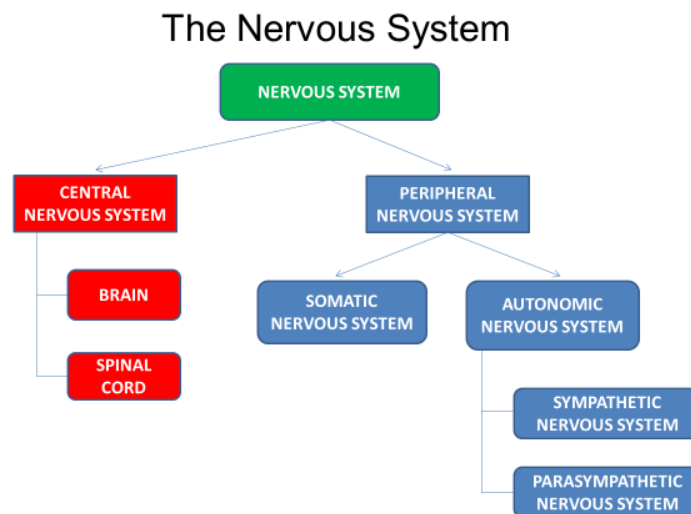 The Nervous System
NERVOUS SYSTEM
CENTRAL
NERVOUS SYSTEM
PERIPHERAL
NERVOUS SYSTEM
BRAIN
SPINAL
CORD
SOMATIC
NERVOUS SYSTEM
AUTONOMIC
NERVOUS SYSTEM
SYMPATHETIC
NERVOUS SYSTEM
PARASYMPATHETIC
NERVOUS SYSTEM